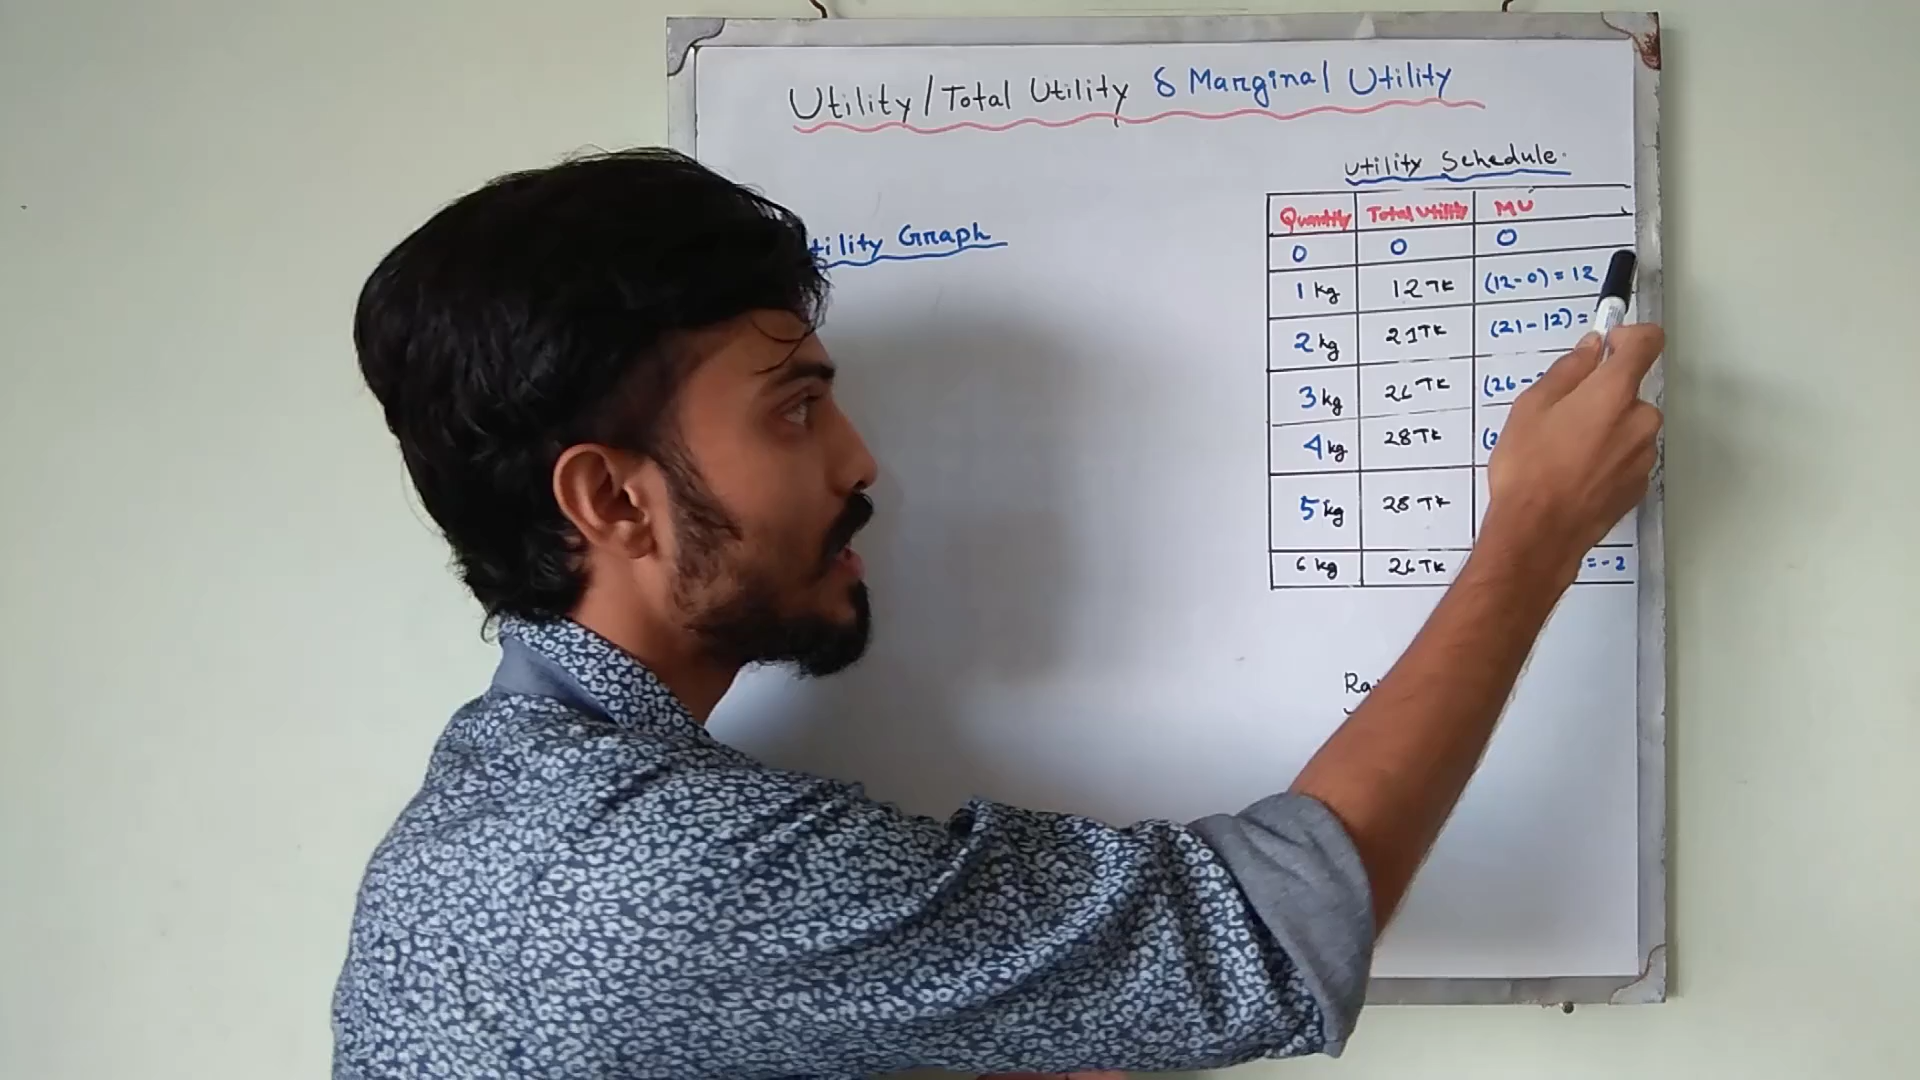 Utility/Total Utility & Marginal Utility
Utility Schedule.
tility Graph
Quantity Total Utility MU
0 0 0
1 kg 12 TK (12-0) = 12
2 kg 21 TK (21-12) =
3 kg 26 TK (26-
4 kg 28 TK (2
5 kg 28 TK
6 kg 26 TK = -2